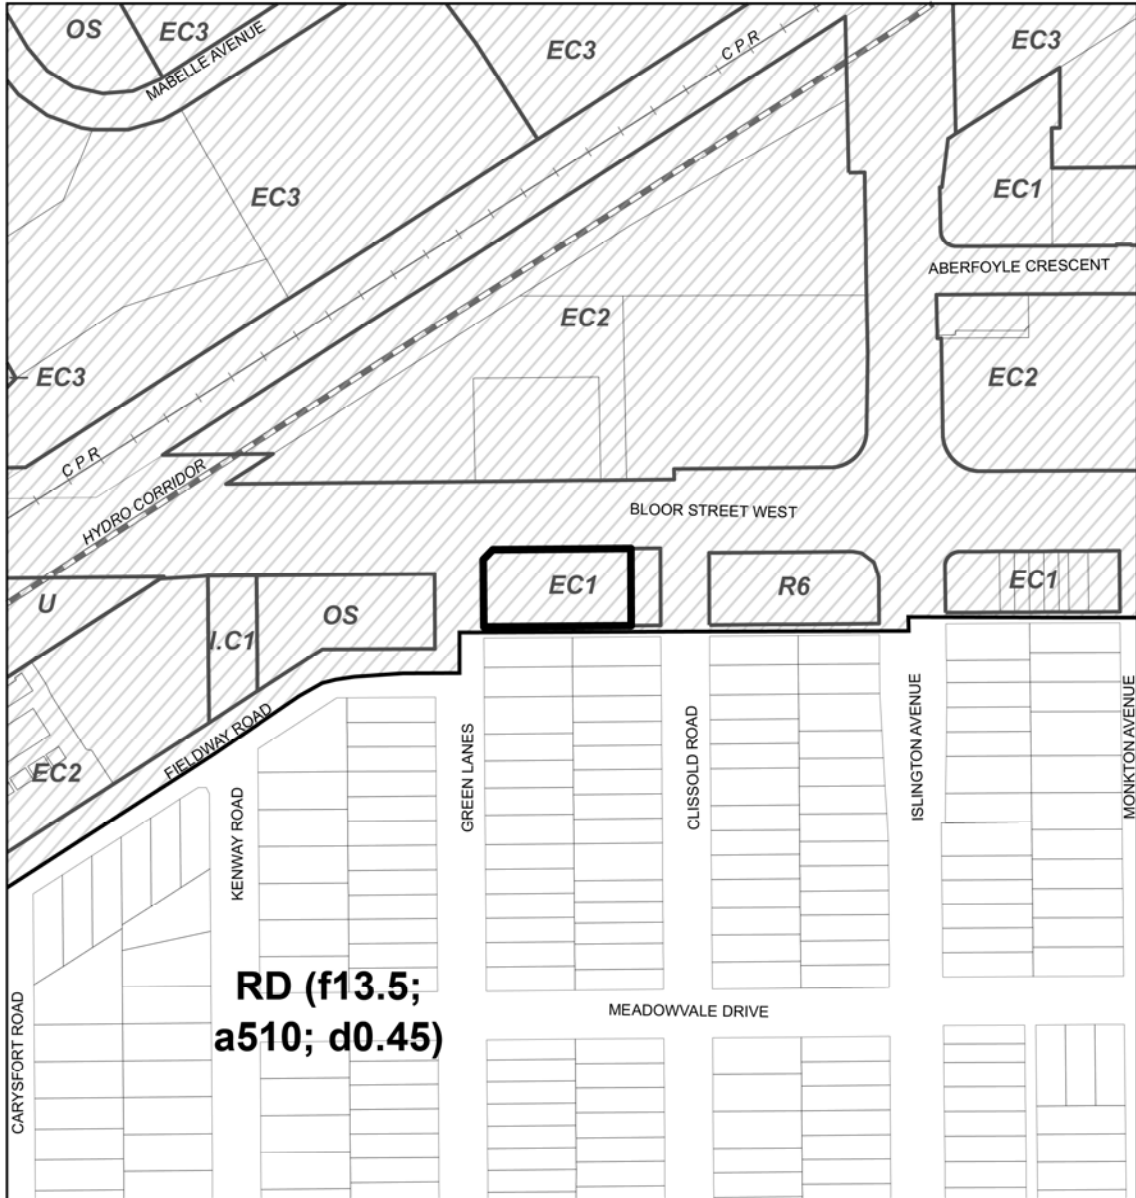 OS
EC3
MABELLE AVENUE
EC3
C P R
EC3
EC3
EC1
ABERFOYLE CRESCENT
EC2
EC3
EC2
C P R
HYDRO CORRIDOR
BLOOR STREET WEST
U
I.C1
OS
EC1
R6
EC1
EC2
FIELDWAY ROAD
KENWAY ROAD
GREEN LANES
CLISSOLD ROAD
ISLINGTON AVENUE
MONKTON AVENUE
CARYSFORT ROAD
RD (f13.5;
a510; d0.45)
MEADOWVALE DRIVE